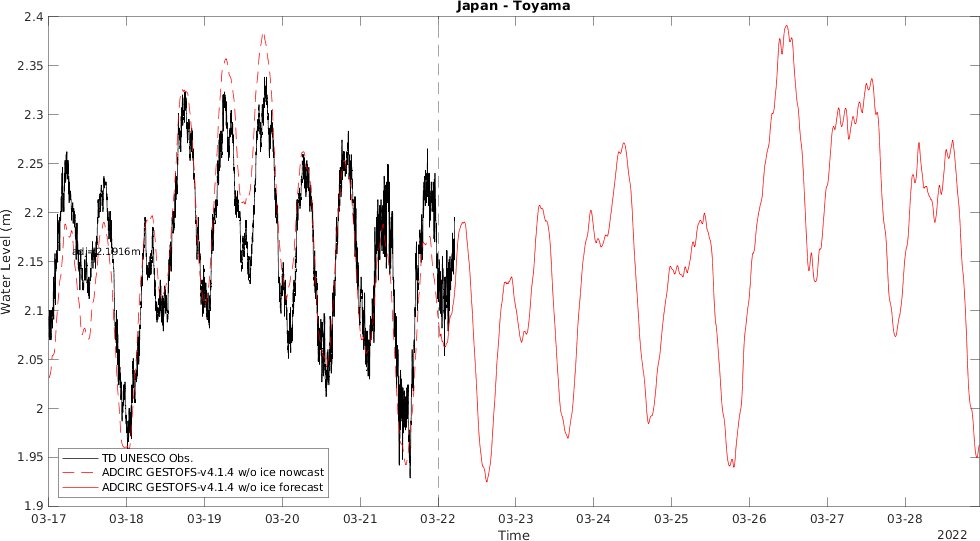 Japan - Toyama
2.4
2.35
2.3
2.25
2.2
2.15
2.1
2.05
2
1.95
1.9
Water Level (m)
TD UNESCO Obs.
ADCIRC GESTOFS-v4.1.4 w/o ice nowcast
ADCIRC GESTOFS-v4.1.4 w/o ice forecast
03-17 03-18 03-19 03-20 03-21 03-22 03-23 03-24 03-25 03-26 03-27 03-28
Time
2022